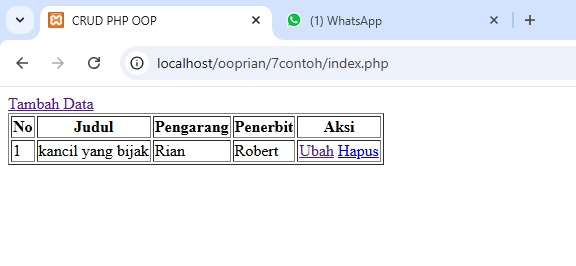 CRUD PHP OOP (1) WhatsApp
localhost/ooprian/7contoh/index.php
Tambah Data
No Judul Pengarang Penerbit Aksi
1 kancil yang bijak Rian Robert Ubah Hapus